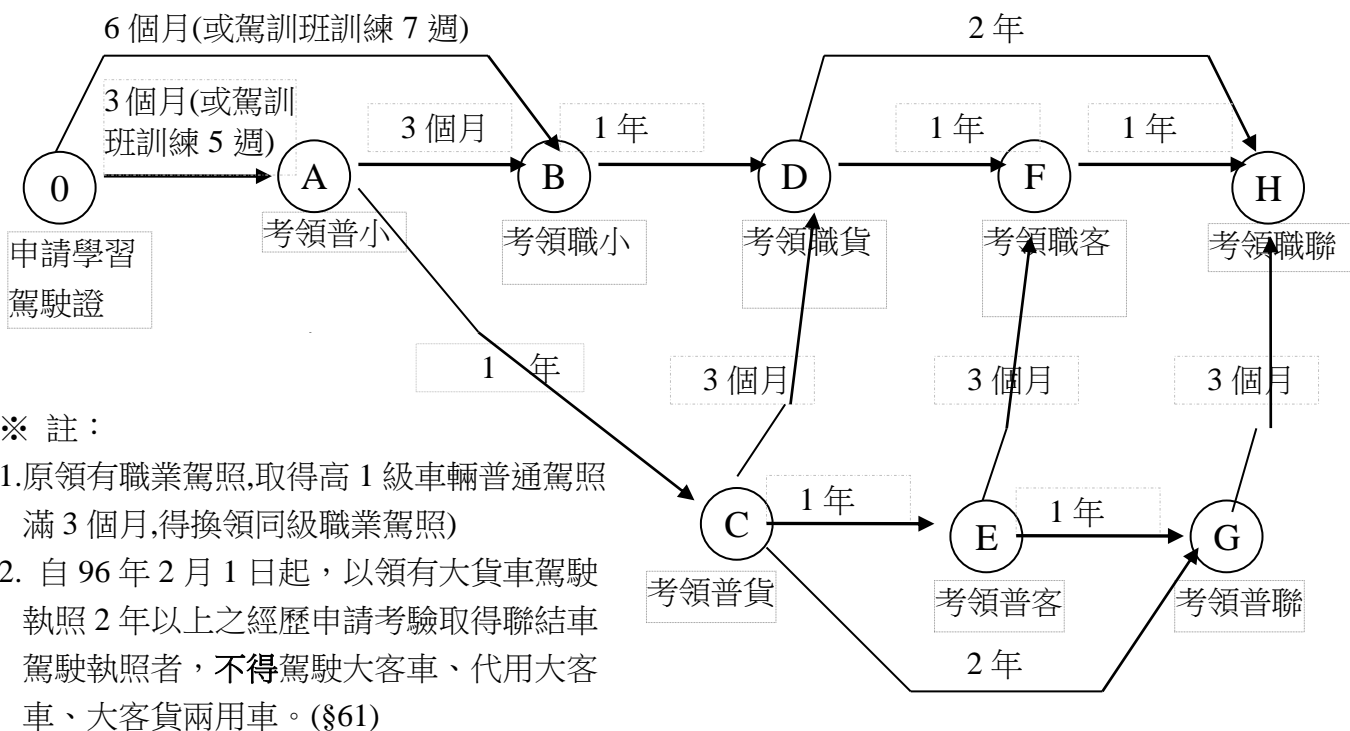 6 個月(或駕訓班訓練 7 週)
2 年
3 個月(或駕訓
班訓練 5 週)
3 個月
1 年
1 年
1 年
0
A
B
D
F
H
申請學習
駕駛證
考領普小
考領職小
考領職貨
考領職客
考領職聯
1 年
3 個月
3 個月
3 個月
※ 註：
1.原領有職業駕照,取得高 1 級車輛普通駕照
滿 3 個月,得換領同級職業駕照)
2. 自 96 年 2 月 1 日起，以領有大貨車駕駛
執照 2 年以上之經歷申請考驗取得聯結車
駕駛執照者，不得駕駛大客車、代用大客
車、大客貨兩用車。(§61)
C
1 年
E
1 年
G
考領普貨
考領普客
考領普聯
2 年